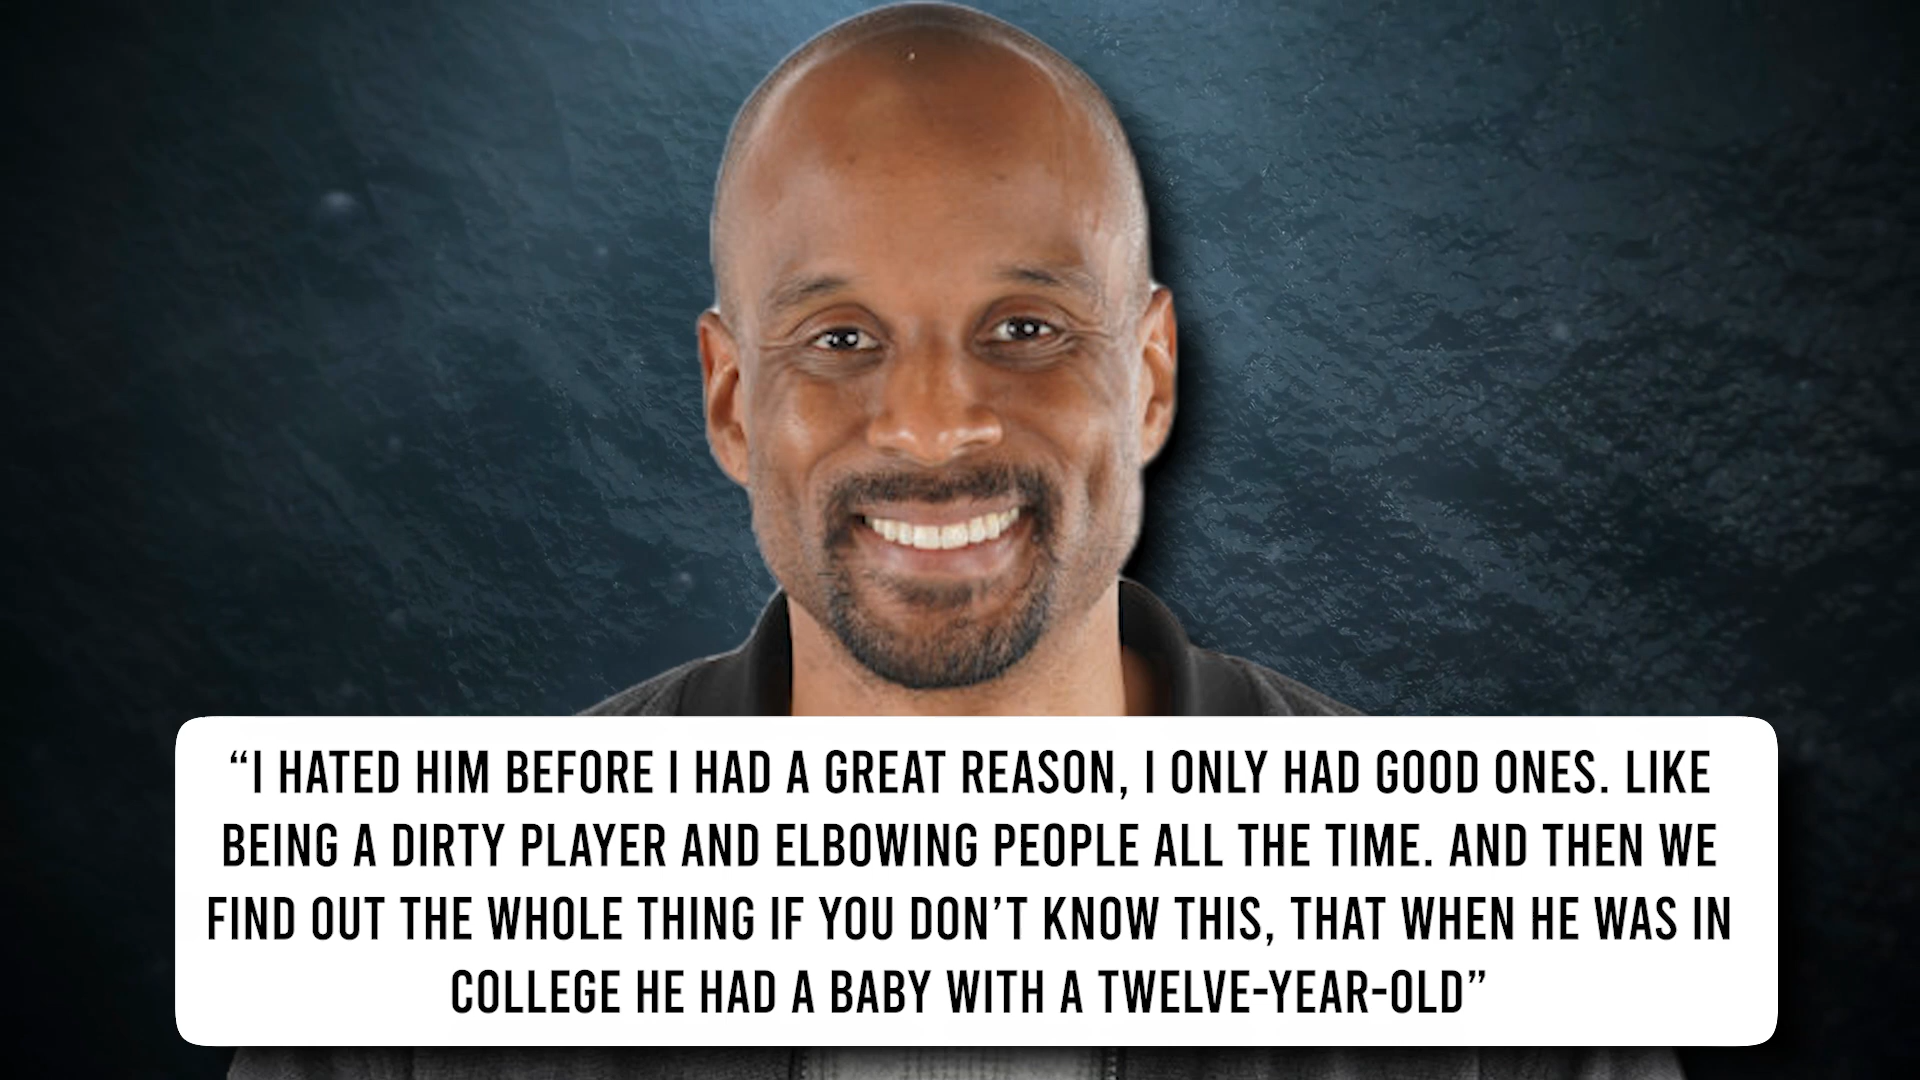 “I HATED HIM BEFORE I HAD A GREAT REASON, I ONLY HAD GOOD ONES. LIKE
BEING A DIRTY PLAYER AND ELBOWING PEOPLE ALL THE TIME. AND THEN WE
FIND OUT THE WHOLE THING IF YOU DON’T KNOW THIS, THAT WHEN HE WAS IN
COLLEGE HE HAD A BABY WITH A TWELVE-YEAR-OLD”